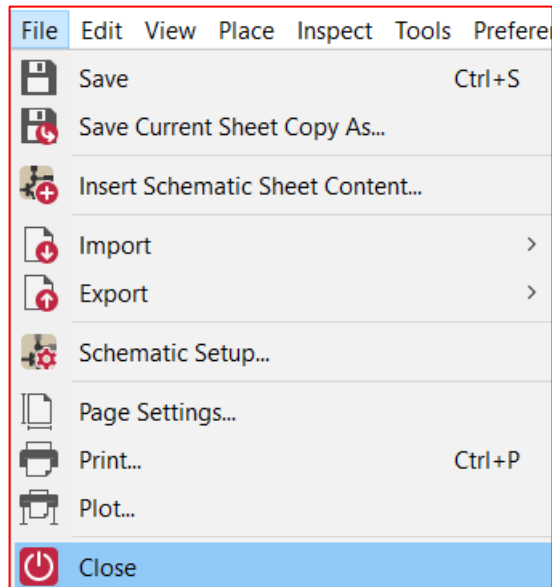 File Edit View Place Inspect Tools
Save Ctrl+S
Save Current Sheet Copy As...
Insert Schematic Sheet Content...
Import >
Export >
Schematic Setup...
Page Settings...
Print... Ctrl+P
Plot...
Close